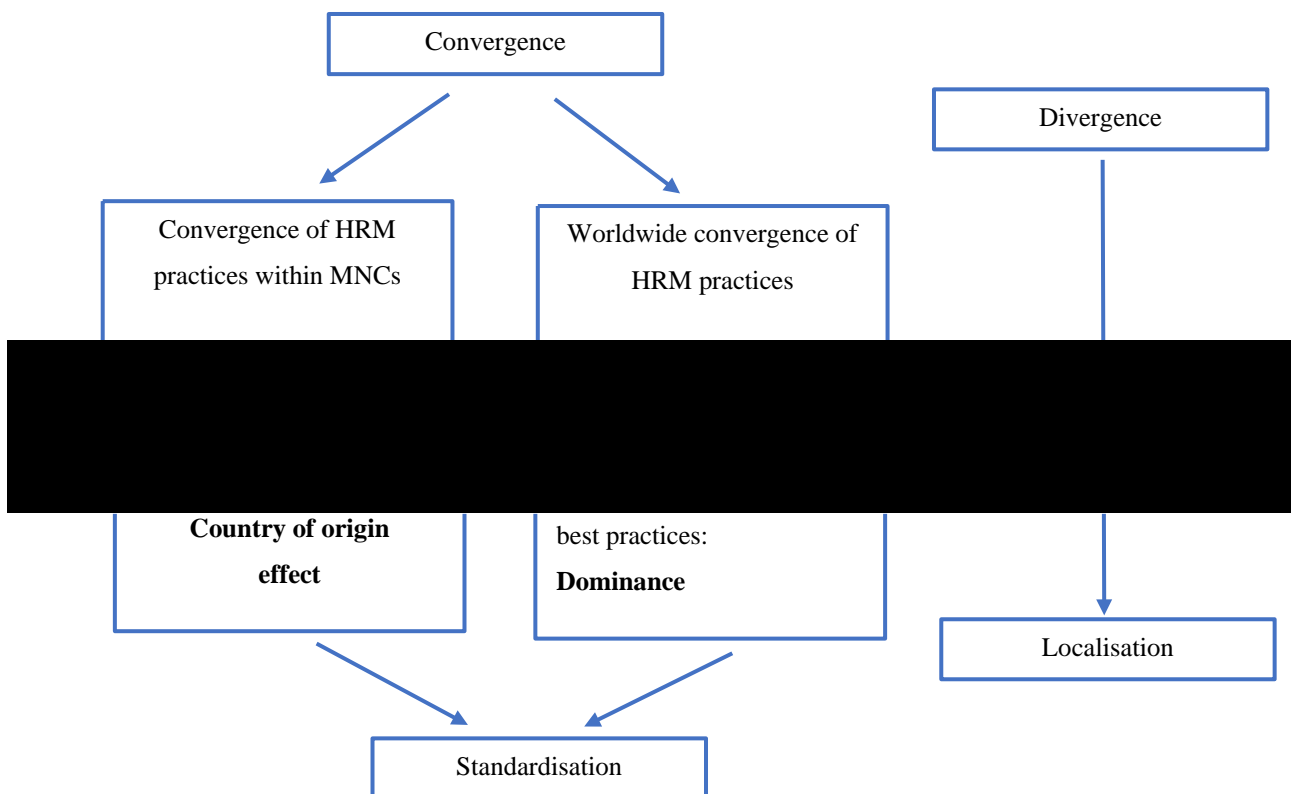 Convergence
Divergence
Convergence of HRM
practices within MNCs
Worldwide convergence of
HRM practices
Country of origin
effect
best practices:
Dominance
Localisation
Standardisation